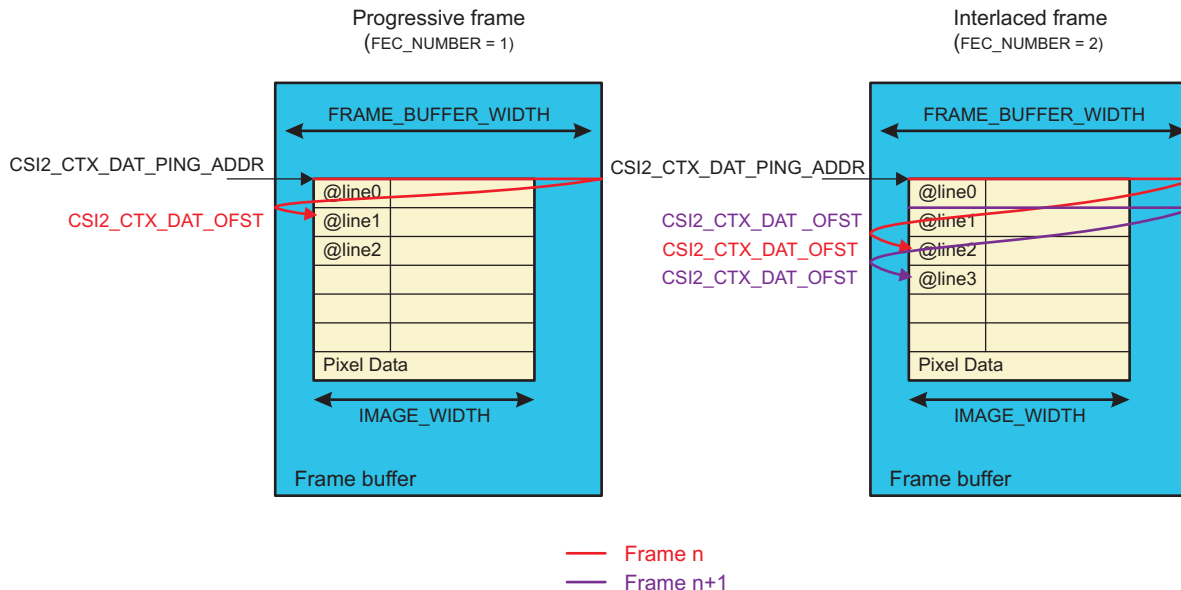 Progressive frame
(FEC_NUMBER = 1)
FRAME_BUFFER_WIDTH
CSI2_CTX_DAT_PING_ADDR
@line0
CSI2_CTX_DAT_OFST
@line1
@line2
Pixel Data
IMAGE_WIDTH
Frame buffer
Interlaced frame
(FEC_NUMBER = 2)
FRAME_BUFFER_WIDTH
CSI2_CTX_DAT_PING_ADDR
@line0
CSI2_CTX_DAT _OFST
@line1
CSI2_CTX_DAT_OFST
@line2
CSI2_CTX_DAT_OFST
@line3
Pixel Data
IMAGE_WIDTH
Frame buffer
Frame n
Frame n+1